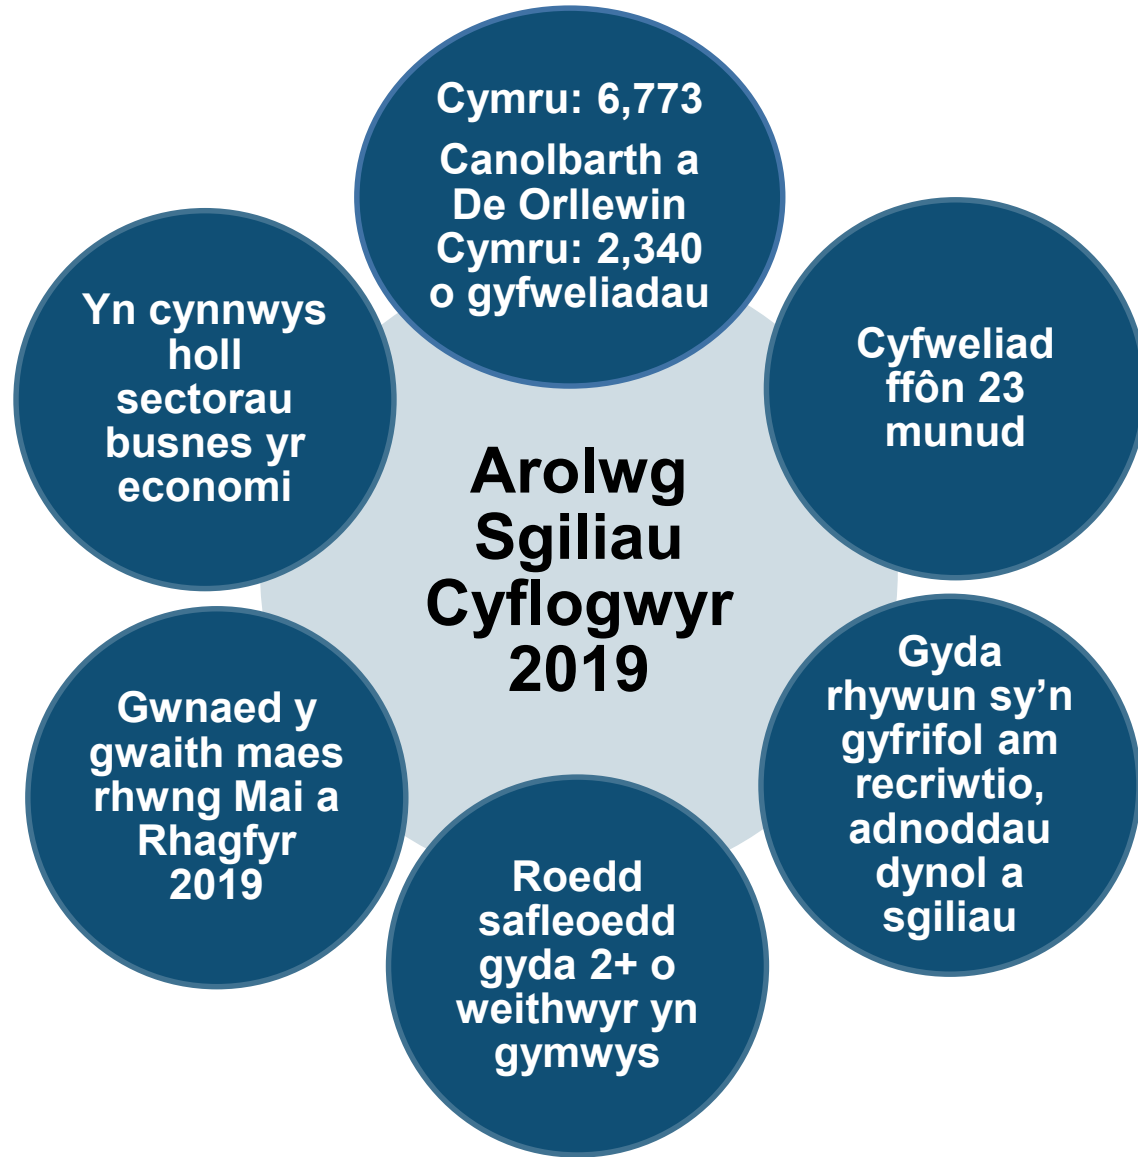 Cymru: 6,773
Canolbarth a
De Orllewin
Cymru: 2,340
o gyfweliadau
Cyfweliad
ffôn 23
munud
Gyda
rhywun sy’n
gyfrifol am
recriwtio,
adnoddau
dynol a
sgiliau
Roedd
safleoedd
gyda 2+ o
weithwyr yn
gymwys
Gwnaed y
gwaith maes
rhwng Mai a
Rhagfyr
2019
Yn cynnwys
holl
sectorau
busnes yr
economi
Arolwg
Sgiliau
Cyflogwyr
2019